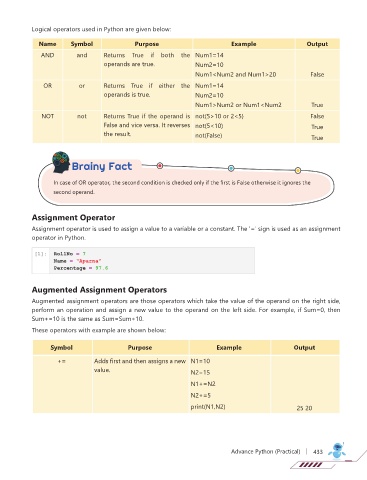 Logical operators used in Python are given below:
Name Symbol Purpose Example Output
AND and Returns True if both the operands are true. Num1=14
Num2=10
Num1<Num2 and Num1>20 False
OR or Returns True if either the operands is true. Num1=14
Num2=10
Num1>Num2 or Num1<Num2 True
NOT not Returns True if the operand is False and vice versa. It reverses the result. not(5>10 or 2<5) False
not(5<10) True
not(False) True
Brainy Fact
In case of OR operator, the second condition is checked only if the first is False otherwise it ignores the
second operand.
Assignment Operator
Assignment operator is used to assign a value to a variable or a constant. The '=' sign is used as an assignment
operator in Python.
RollNo = 7
Name = "Aparna"
Percentage = 97.6
Augmented Assignment Operators
Augmented assignment operators are those operators which take the value of the operand on the right side,
perform an operation and assign a new value to the operand on the left side. For example, if Sum=0, then
Sum+=10 is the same as Sum=Sum+10.
These operators with example are shown below:
Symbol Purpose Example Output
+= Adds first and then assigns a new value. N1=10
N2=15
N1+=N2
N2+=5
print(N1,N2) 25 20
Advance Python (Practical) | 433